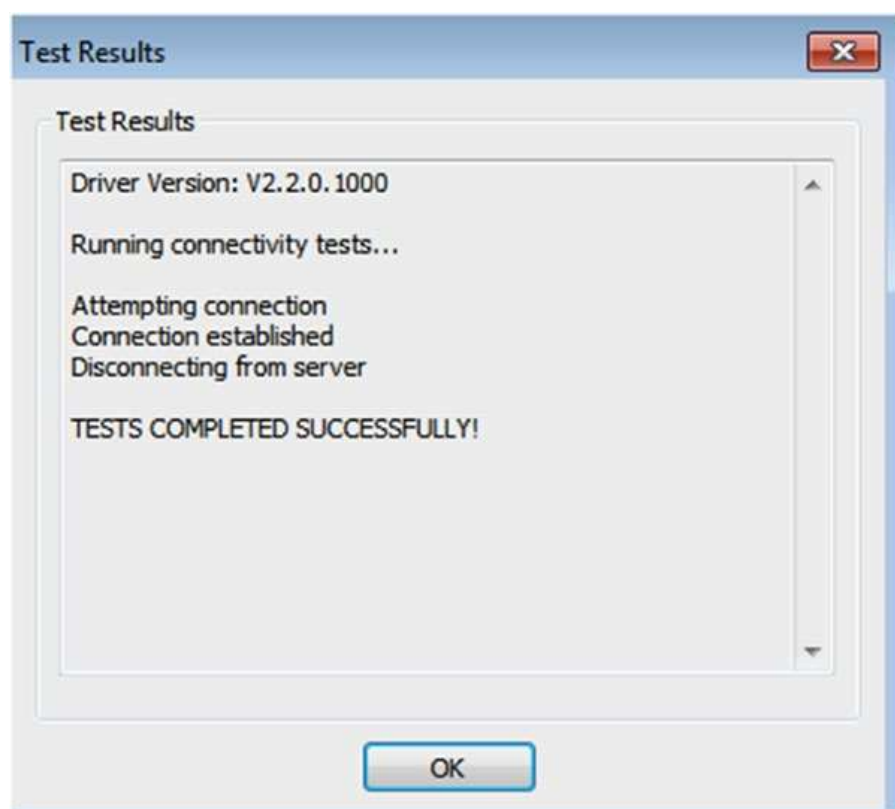 Test Results
Test Results
Driver Version: V2.2.0.1000
Running connectivity tests...
Attempting connection
Connection established
Disconnecting from server
TESTS COMPLETED SUCCESSFULLY!
OK